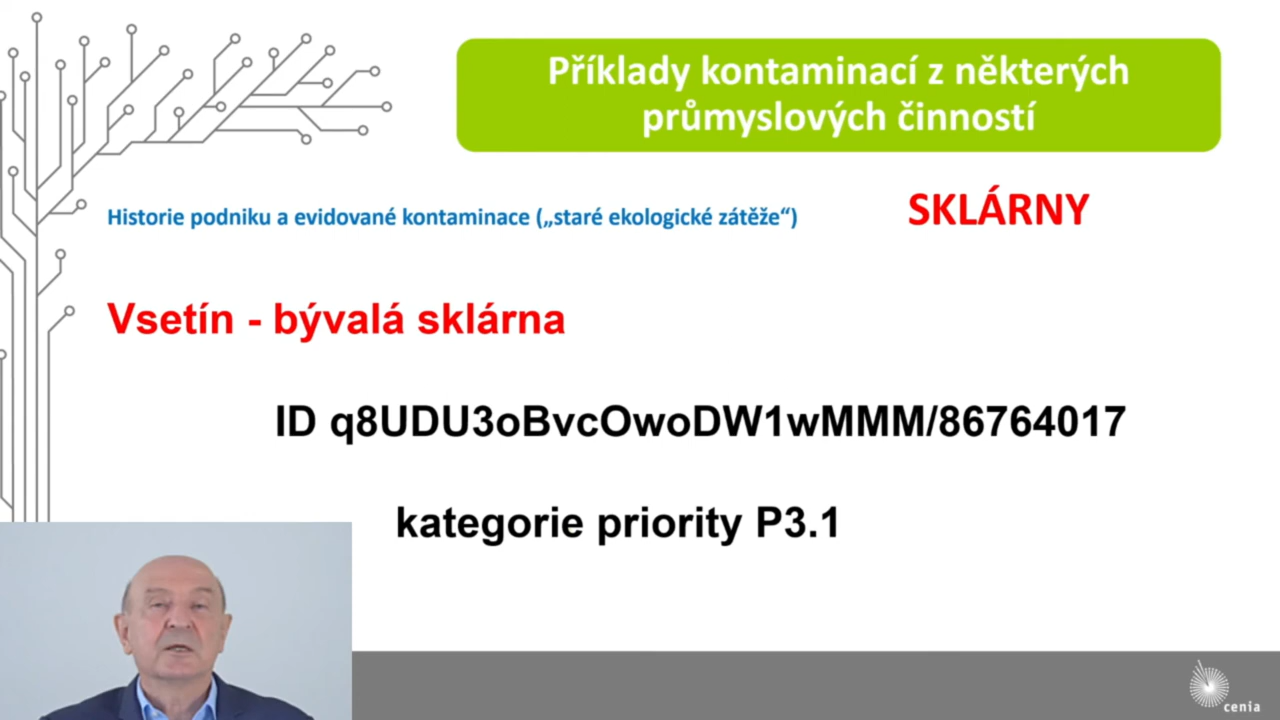 Příklady kontaminací z některých
průmyslových činností
Historie podniku a evidované kontaminace („staré ekologické zátěže“)
SKLÁRNY
Vsetín - bývalá sklárna
ID q8UDU3oBvcOwoDW1wMMM/86764017
kategorie priority P3.1
cenia